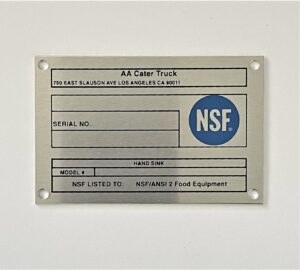 AA Cater Truck
750 EAST SLAUSON AVE LOS ANGELES CA 90011
SERIAL NO.
NSF®
HAND SINK
MODEL #
NSF LISTED TO: NSF/ANSI 2 Food Equipment